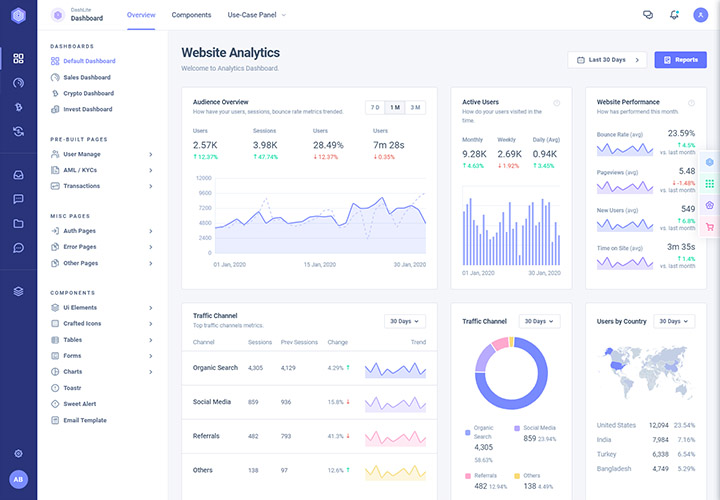 DashLite
Dashboard
Overview
Components
Use-Case Panel
A
DASHBOARDS
Default Dashboard
Sales Dashboard
Crypto Dashboard
Invest Dashboard
PRE-BUILT PAGES
User Manage
AML / KYCs
Transactions
MISC PAGES
Auth Pages
Error Pages
Other Pages
COMPONENTS
Ui Elements
Crafted Icons
Tables
Forms
Charts
Toastr
Sweet Alert
Email Template
AB
Website Analytics
Welcome to Analytics Dashboard.
Last 30 Days
Reports
Audience Overview
How have your users, sessions, bounce rate metrics trended.
7 D 1 M 3 M
Users Sessions Users Users
2.57K 3.98K 28.49% 7m 28s
↑ 12.37% ↑ 47.74% ↓ 12.37% ↓ 0.35%
12000
9600
7200
4800
2400
0
01 Jan, 2020 15 Jan, 2020 30 Jan, 2020
Active Users
How do your users visited in the
time.
Monthly Weekly Daily (Avg)
9.28K 2.69K 0.94K
↑ 4.63% ↓ 1.92% ↑ 3.45%
01 Jan, 2020 30 Jan, 2020
Website Performance
How has performend this month.
Bounce Rate (avg) 23.59%
↑ 4.5%
vs. last month
Pageviews (avg) 5.48
↓ -1.48%
vs. last month
New Users (avg) 549
↑ 6.8%
vs. last month
Time on Site (avg) 3m 35s
↑ 1.4%
vs. last month
Traffic Channel
Top traffic channels metrics.
30 Days
Channel Sessions Prev Sessions Change Trend
Organic Search 4,305 4,129 4.29% ↑
Social Media 859 936 15.8% ↓
Referrals 482 793 41.3% ↓
Others 138 97 12.6% ↑
Traffic Channel
30 Days
Organic
Search
4,305
58.63%
Social Media
859 23.94%
Referrals
482 12.94%
Others
138 4.49%
Users by Country
30 Days
United States 12,094 23.54%
India 7,984 7.16%
Turkey 6,338 6.54%
Bangladesh 4,749 5.29%